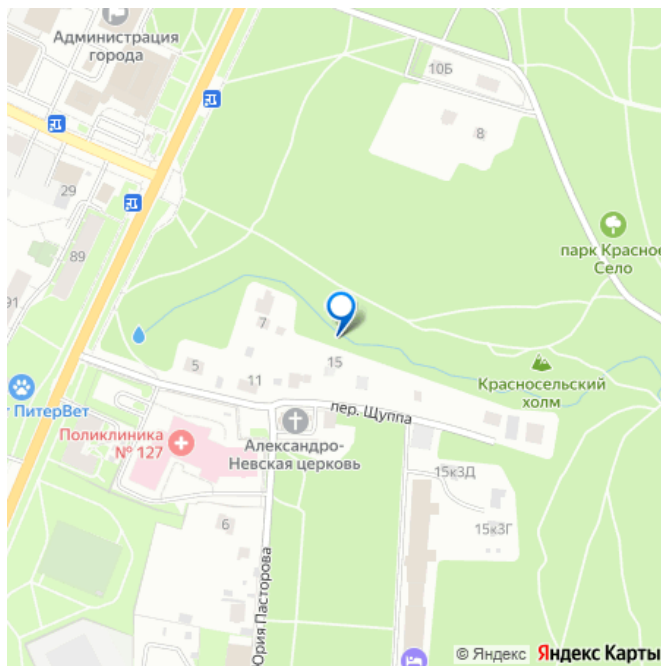 Администрация
города
10Б
8
29
89
91
парк Красное
Село
7
5
11
15
Красносельский
холм
т ПитерВет
пер. Щуппа
Поликлиника
№ 127
Александро-
Невская церковь
15к3Д
15к3Г
6
Юрия Пасторова
© Яндекс Яндекс Карты